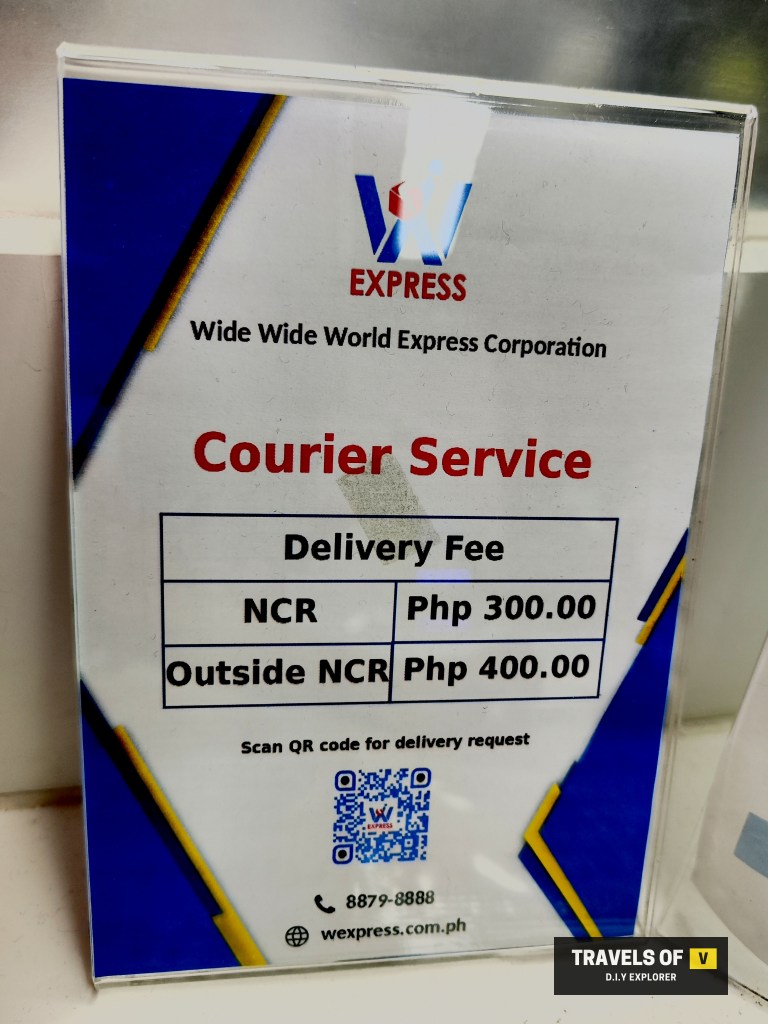 W
EXPRESS
Wide Wide World Express Corporation
Courier Service
Delivery Fee
NCR Php 300.00
Outside NCR Php 400.00
Scan QR code for delivery request
W
EXPRESS
8879-8888
wexpress.com.ph
TRAVELS OF V
D.I.Y EXPLORER